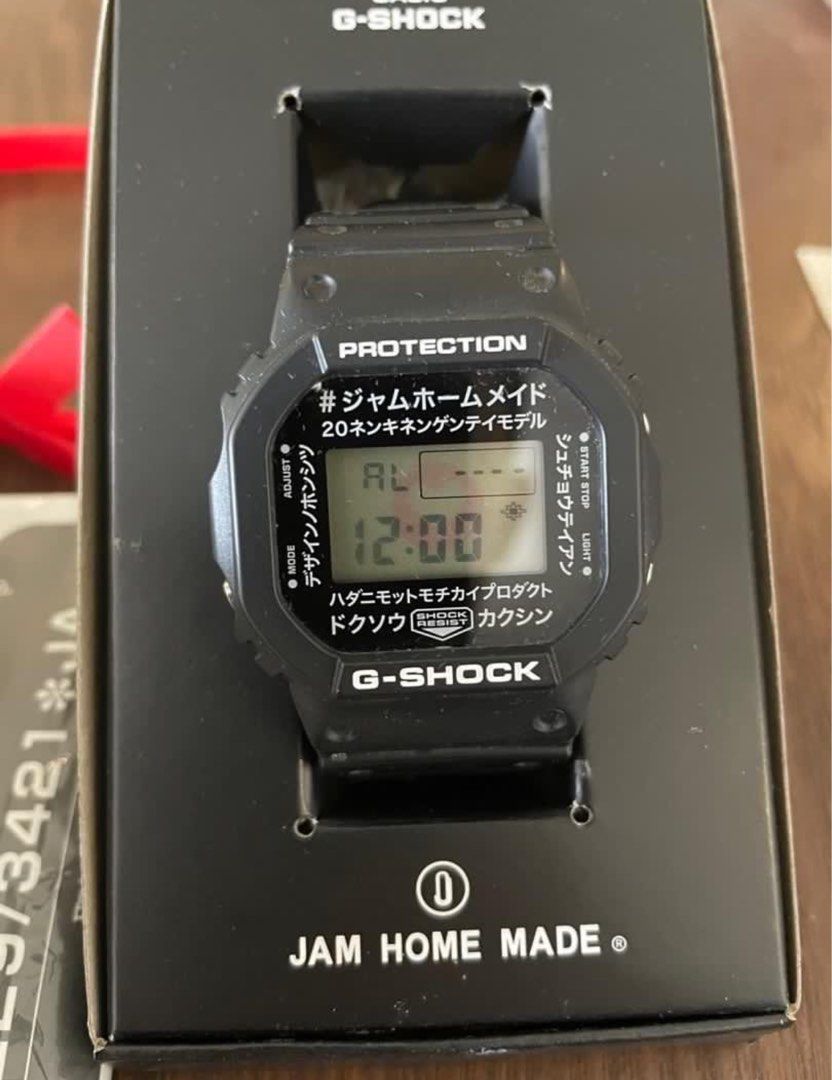 G-SHOCK
PROTECTION
#ジャムホームメイド
20ネンキネンゲンテイモデル
ADJUST
MODE
デザインノホンシツ
AL ----
12:00
シュチョウテイアン
START STOP
LIGHT
ハダニモットモチカイプロダクト
ドクソウ SHOCK RESIST カクシン
G-SHOCK
JAM HOME MADE ®
3421*JA